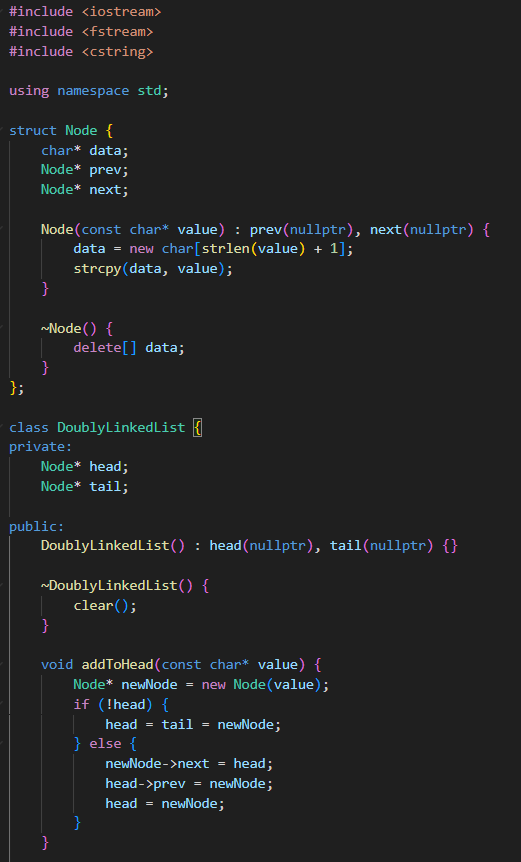 #include <iostream>
#include <fstream>
#include <cstring>

using namespace std;

struct Node {
    char* data;
    Node* prev;
    Node* next;

    Node(const char* value) : prev(nullptr), next(nullptr) {
        data = new char[strlen(value) + 1];
        strcpy(data, value);
    }

    ~Node() {
        delete[] data;
    }
};

class DoublyLinkedList {
private:
    Node* head;
    Node* tail;

public:
    DoublyLinkedList() : head(nullptr), tail(nullptr) {}

    ~DoublyLinkedList() {
        clear();
    }

    void addToHead(const char* value) {
        Node* newNode = new Node(value);
        if (!head) {
            head = tail = newNode;
        } else {
            newNode->next = head;
            head->prev = newNode;
            head = newNode;
        }
    }